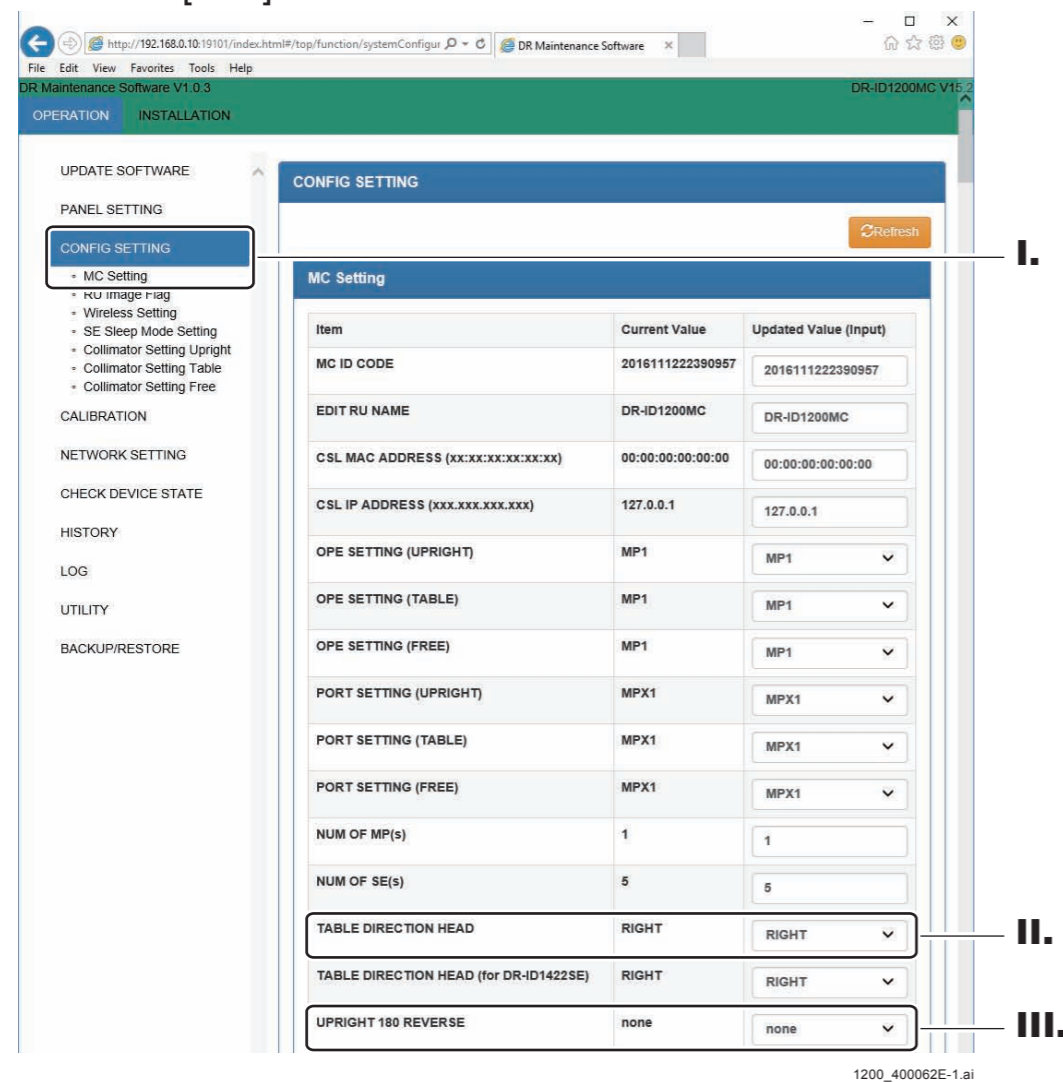 http://192.168.0.10:19101/index.html#/top/function/systemConfigur
DR Maintenance Software
File Edit View Favorites Tools Help
DR Maintenance Software V1.0.3
DR-ID1200MC V15.2
OPERATION INSTALLATION
UPDATE SOFTWARE
PANEL SETTING
CONFIG SETTING
MC Setting
RU Image Flag
Wireless Setting
SE Sleep Mode Setting
Collimator Setting Upright
Collimator Setting Table
Collimator Setting Free
CALIBRATION
NETWORK SETTING
CHECK DEVICE STATE
HISTORY
LOG
UTILITY
BACKUP/RESTORE
CONFIG SETTING
Refresh
I.
MC Setting
Item Current Value Updated Value (Input)
MC ID CODE 2016111222390957 2016111222390957
EDIT RU NAME DR-ID1200MC DR-ID1200MC
CSL MAC ADDRESS (xx:xx:xx:xx:xx:xx) 00:00:00:00:00:00 00:00:00:00:00:00
CSL IP ADDRESS (xxx.xxx.xxx.xxx) 127.0.0.1 127.0.0.1
OPE SETTING (UPRIGHT) MP1 MP1
OPE SETTING (TABLE) MP1 MP1
OPE SETTING (FREE) MP1 MP1
PORT SETTING (UPRIGHT) MPX1 MPX1
PORT SETTING (TABLE) MPX1 MPX1
PORT SETTING (FREE) MPX1 MPX1
NUM OF MP(s) 1 1
NUM OF SE(s) 5 5
TABLE DIRECTION HEAD RIGHT RIGHT
II.
TABLE DIRECTION HEAD (for DR-ID1422SE) RIGHT RIGHT
UPRIGHT 180 REVERSE none none
III.
1200_400062E-1.ai